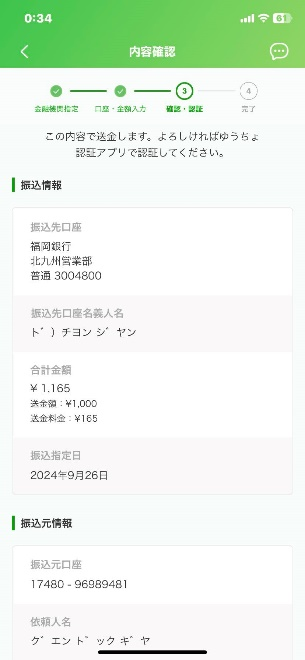 0:34
61
内容確認
3
4
金融機関指定
口座・金額入力
確認・認証
完了
この内容で送金します。よろしければゆうちょ
認証アプリで認証してください。
振込情報
振込先口座
福岡銀行
北九州営業部
普通 3004800
振込先口座名義人名
ド）チヨン ジヤン
合計金額
¥ 1,165
送金額：¥1,000
送金料金：¥165
振込指定日
2024年9月26日
振込元情報
振込元口座
17480 - 96989481
依頼人名
グエン ドック ギヤ